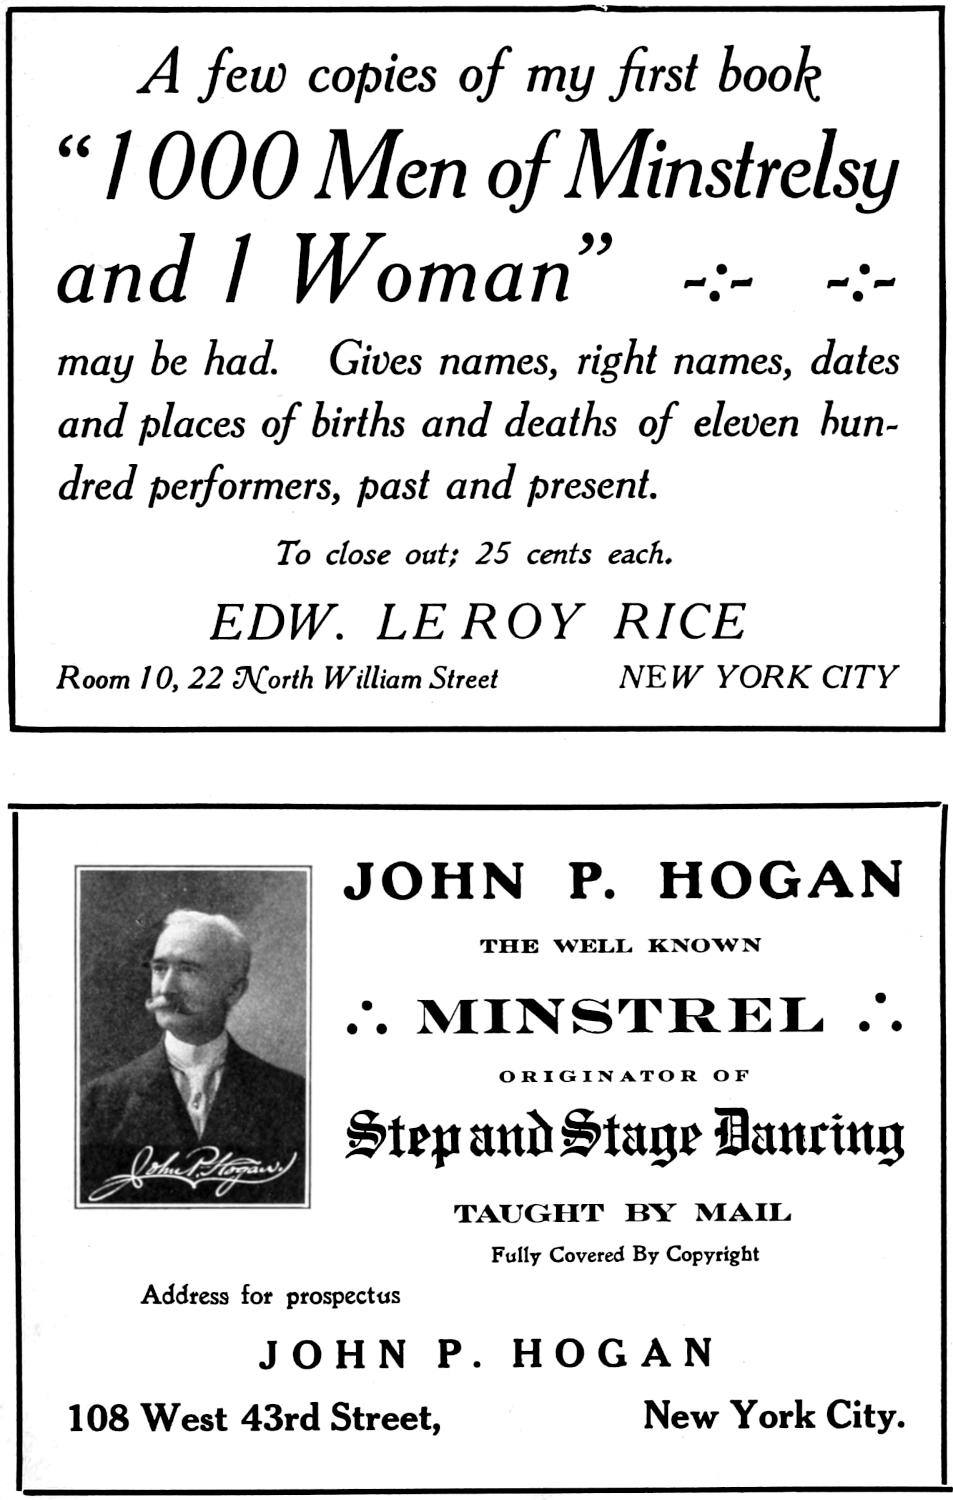 A few copies of my first book
“1000 Men of Minstrelsy
and 1 Woman” -:- -:-
may be had. Gives names, right names, dates
and places of births and deaths of eleven hun-
dred performers, past and present.
To close out; 25 cents each.
EDW. LE ROY RICE
Room 10, 22 North William Street NEW YORK CITY
JOHN P. HOGAN
THE WELL KNOWN
∴ MINSTREL ∴
ORIGINATOR OF
Step and Stage Dancing
John P. Hogan.
TAUGHT BY MAIL
Fully Covered By Copyright
Address for prospectus
JOHN P. HOGAN
108 West 43rd Street, New York City.